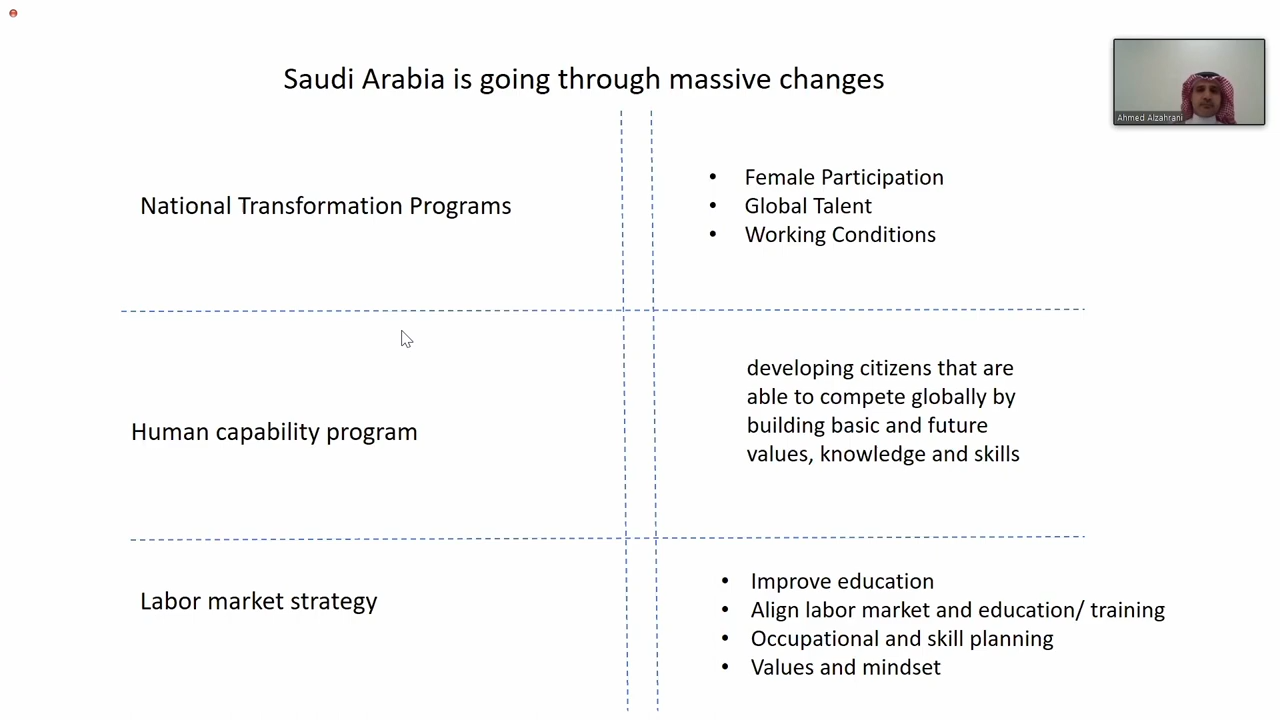 Saudi Arabia is going through massive changes
Ahmed Alzahrani
National Transformation Programs
• Female Participation
• Global Talent
• Working Conditions
Human capability program
developing citizens that are
able to compete globally by
building basic and future
values, knowledge and skills
Labor market strategy
• Improve education
• Align labor market and education/ training
• Occupational and skill planning
• Values and mindset